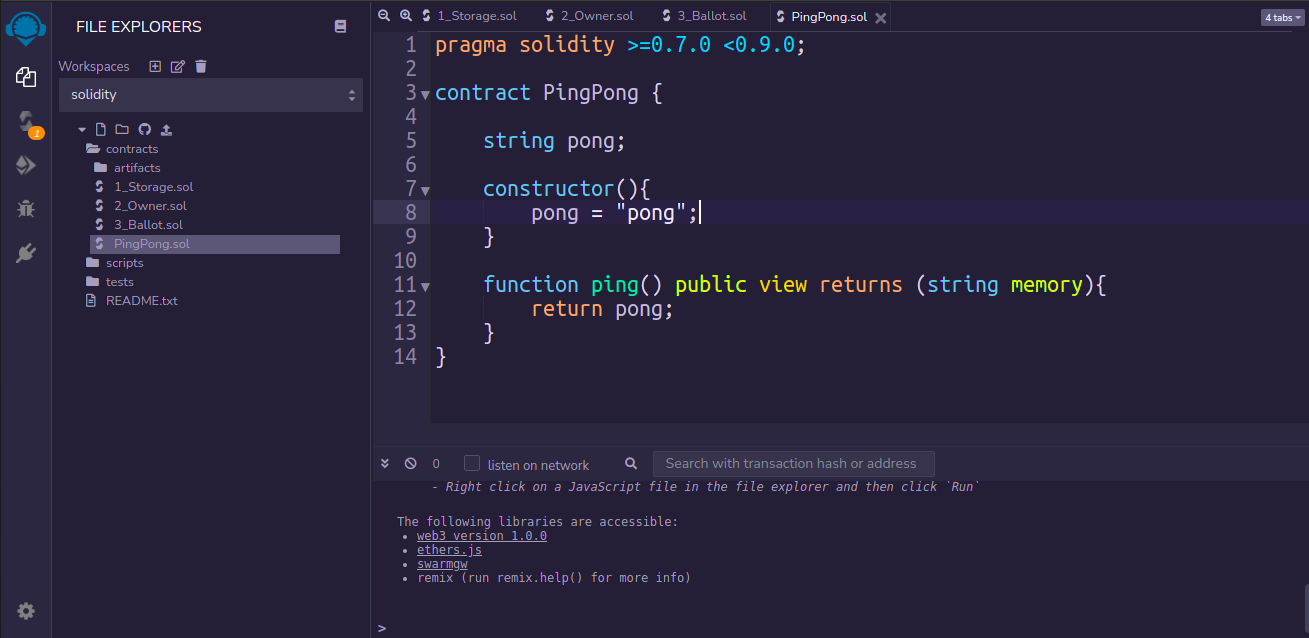 FILE EXPLORERS
Workspaces
solidity
contracts
artifacts
1_Storage.sol
2_Owner.sol
3_Ballot.sol
PingPong.sol
scripts
tests
README.txt
1
1_Storage.sol 2_Owner.sol 3_Ballot.sol PingPong.sol 4 tabs
1 pragma solidity >=0.7.0 <0.9.0;
2
3 contract PingPong {
4
5 string pong;
6
7 constructor(){
8 pong = "pong";
9 }
10
11 function ping() public view returns (string memory){
12 return pong;
13 }
14 }
0 listen on network Search with transaction hash or address
- Right click on a JavaScript file in the file explorer and then click `Run`
The following libraries are accessible:
• web3 version 1.0.0
• ethers.js
• swarmgw
• remix (run remix.help() for more info)
>